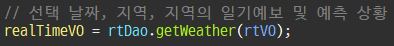 // 선택 날짜, 지역, 지역의 일기예보 및 예측 상황
realTimeVO = rtDao.getWeather(rtVO);